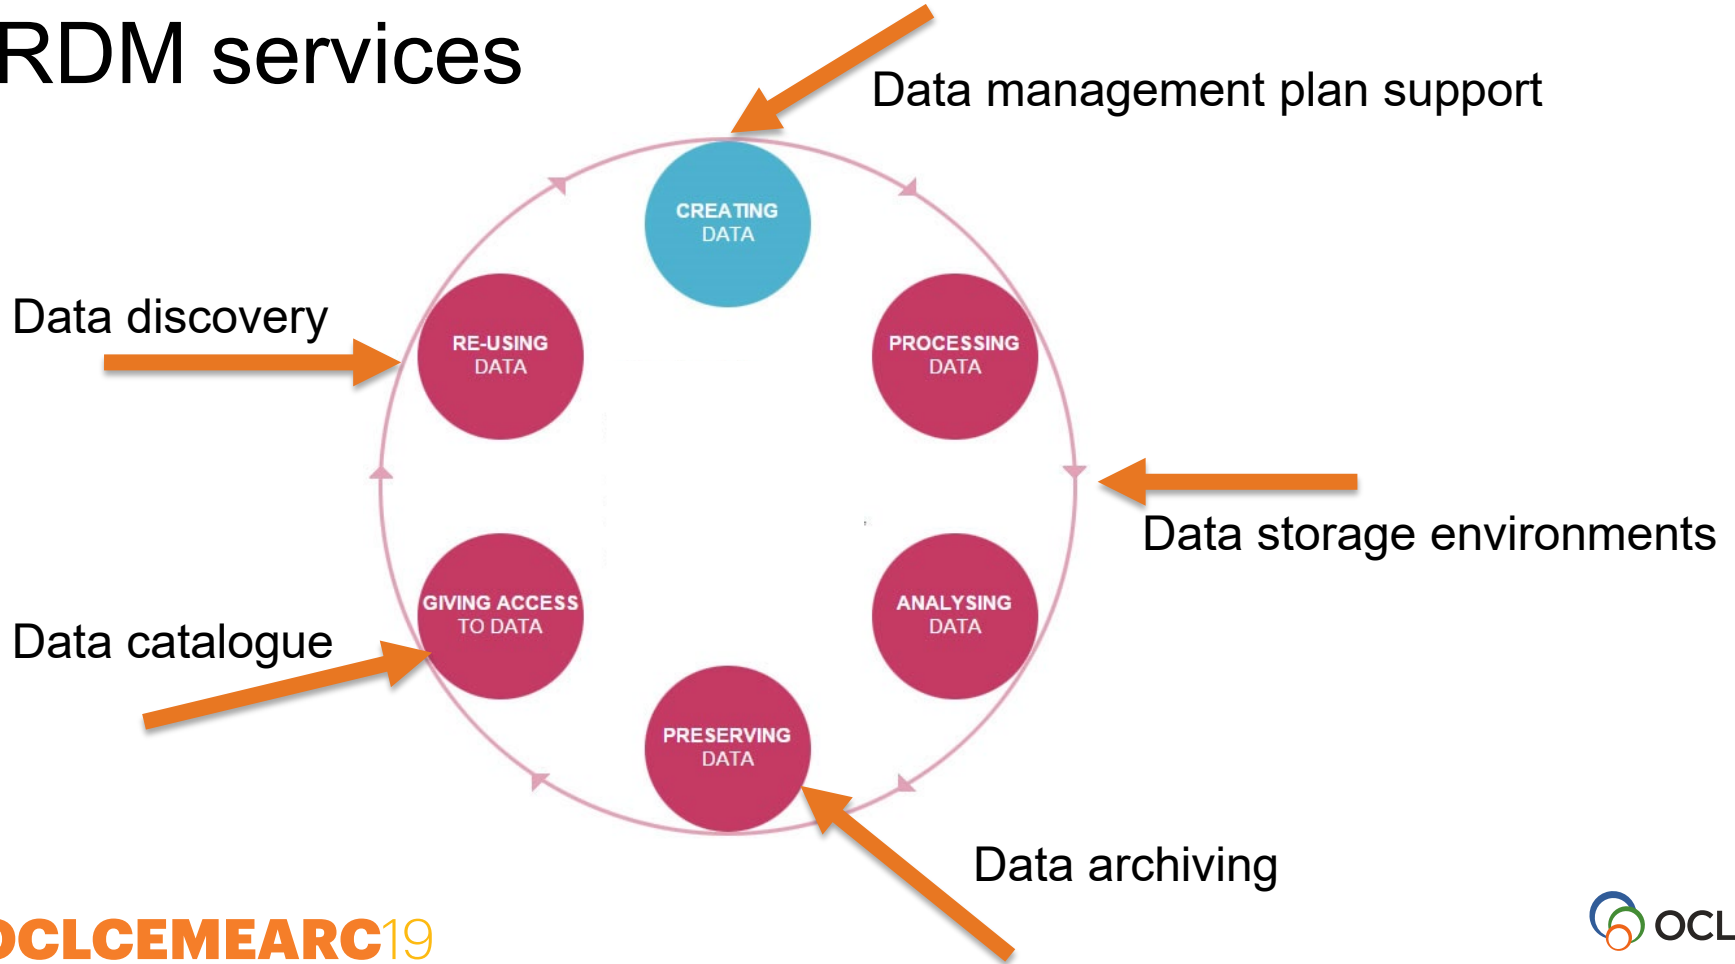 RDM services
Data management plan support
CREATING
DATA
Data discovery
RE-USING
DATA
PROCESSING
DATA
Data storage environments
GIVING ACCESS
TO DATA
ANALYSING
DATA
Data catalogue
PRESERVING
DATA
Data archiving
OCLCEMEARC19
OCL